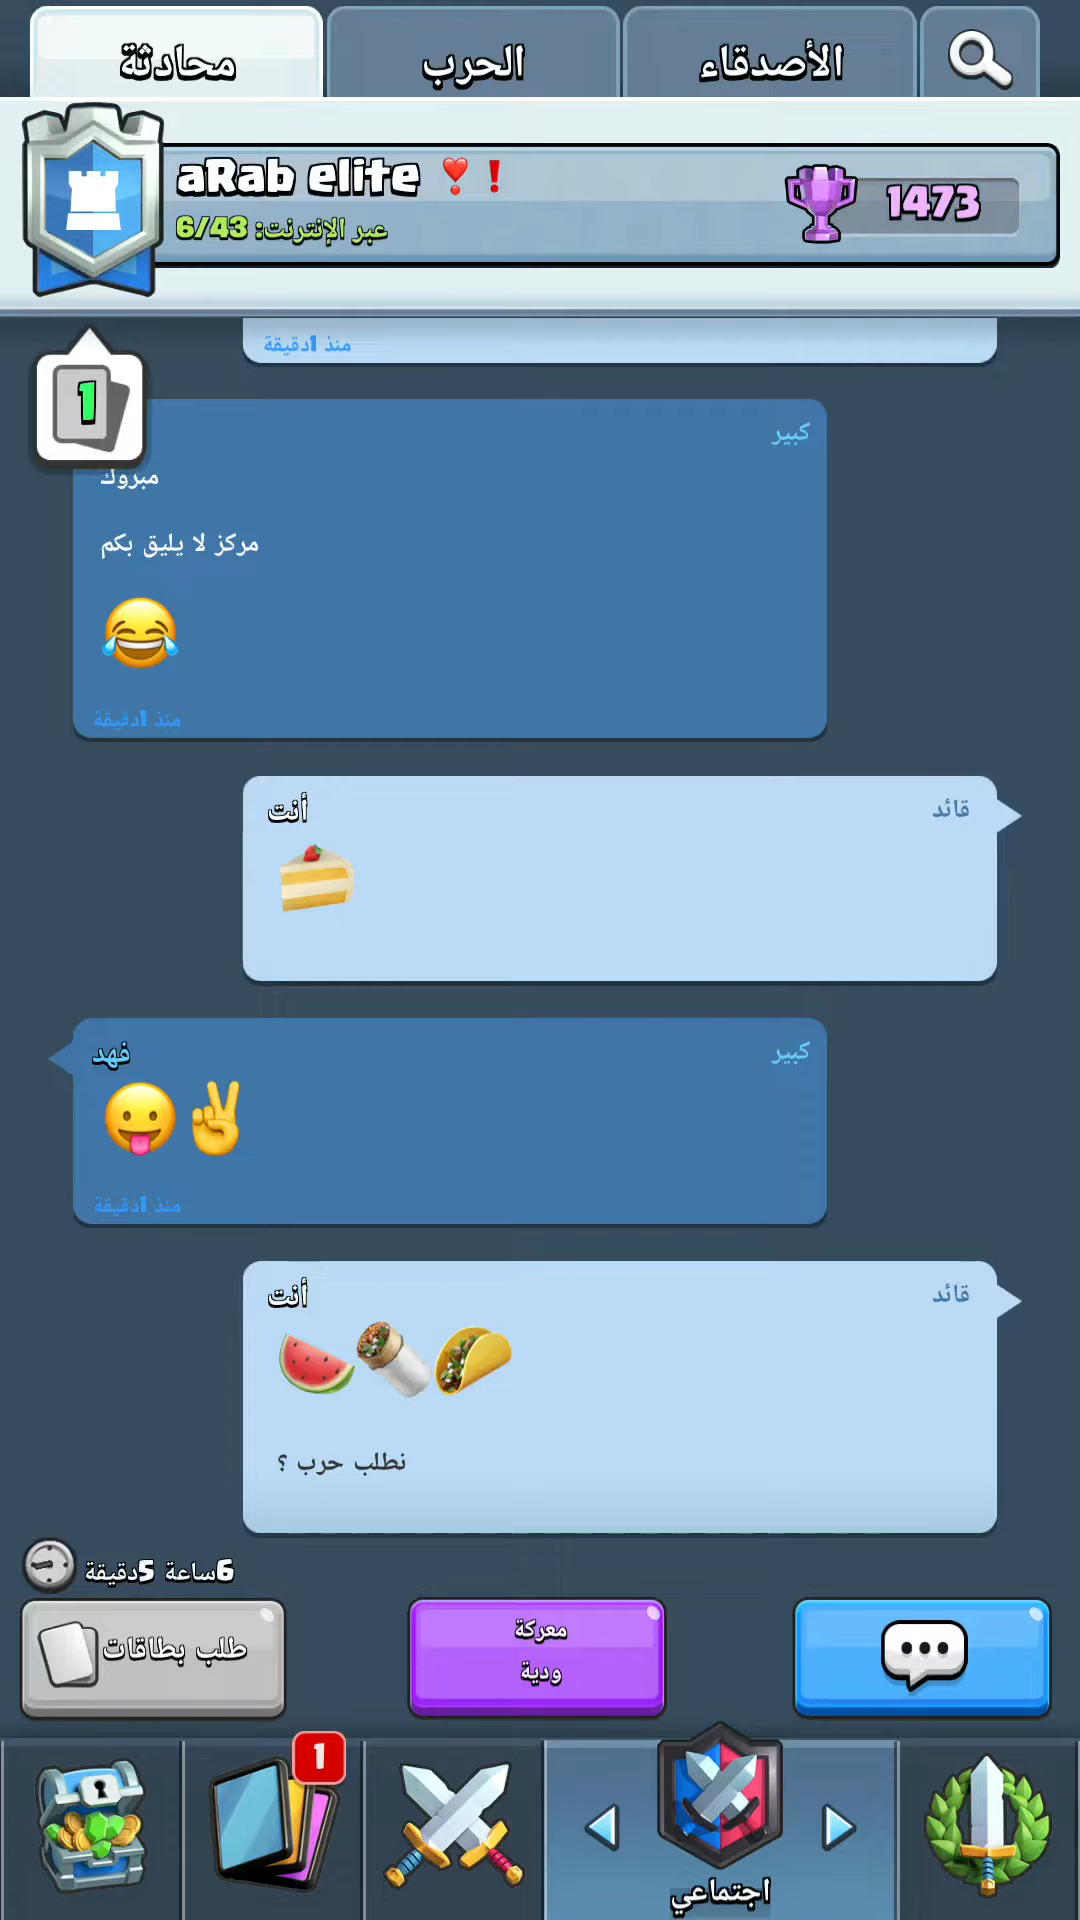 محادثة
الحرب
الأصدقاء
aRab elite ❣️❗
عبر الإنترنت: 6/43
1473
منذ 1دقيقة
1
كبير
مبروك
مركز لا يليق بكم
😂
منذ 1دقيقة
أنت
قائد
🍰
فهد
كبير
😛✌️
منذ 1دقيقة
أنت
قائد
🍉🌯🌮
نطلب حرب ؟
6ساعة 5دقيقة
طلب بطاقات
معركة
ودية
1
اجتماعي